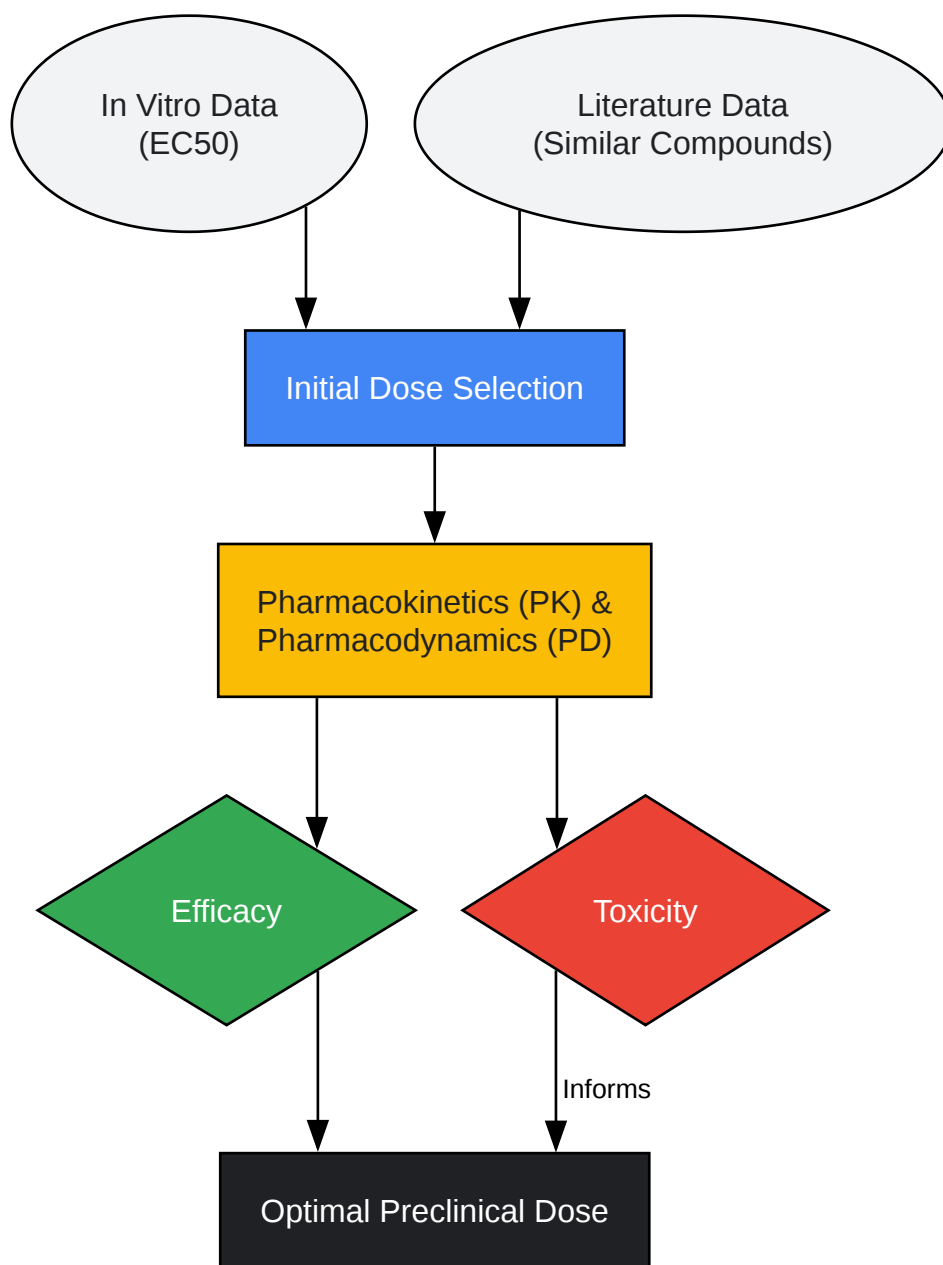 In Vitro Data
(EC50)
Literature Data
(Similar Compounds)
Initial Dose Selection
Pharmacokinetics (PK) &
Pharmacodynamics (PD)
Efficacy
Toxicity
Informs
Optimal Preclinical Dose